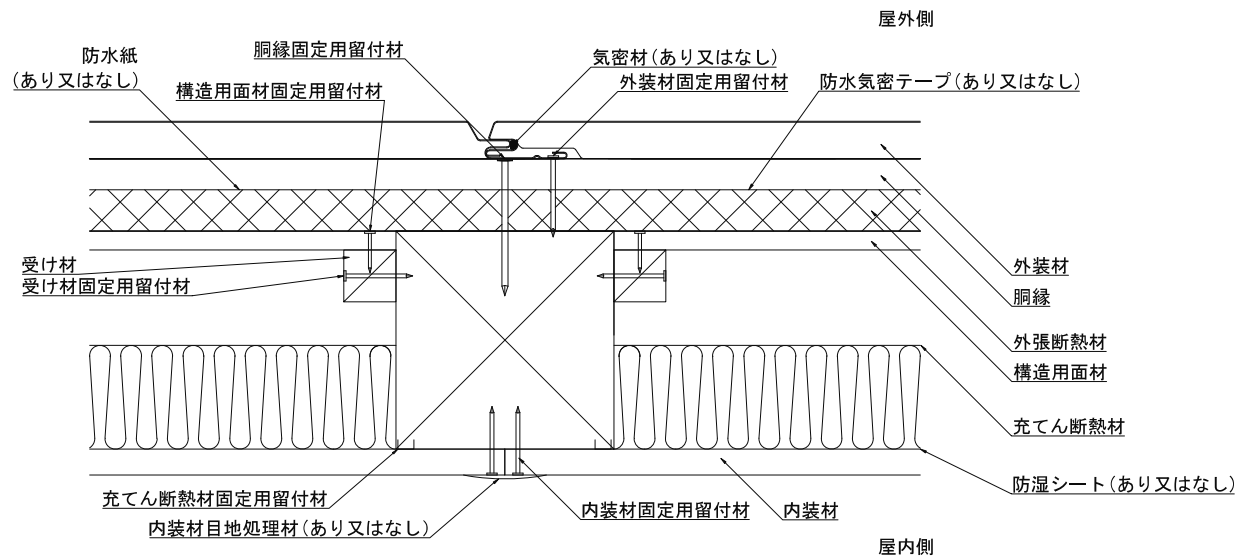 屋外側
防水紙
(あり又はなし)
胴縁固定用留付材
構造用面材固定用留付材
気密材(あり又はなし)
外装材固定用留付材
防水気密テープ(あり又はなし)
受け材
受け材固定用留付材
外装材
胴縁
外張断熱材
構造用面材
充てん断熱材
防湿シート(あり又はなし)
充てん断熱材固定用留付材
内装材目地処理材(あり又はなし)
内装材固定用留付材
内装材
屋内側